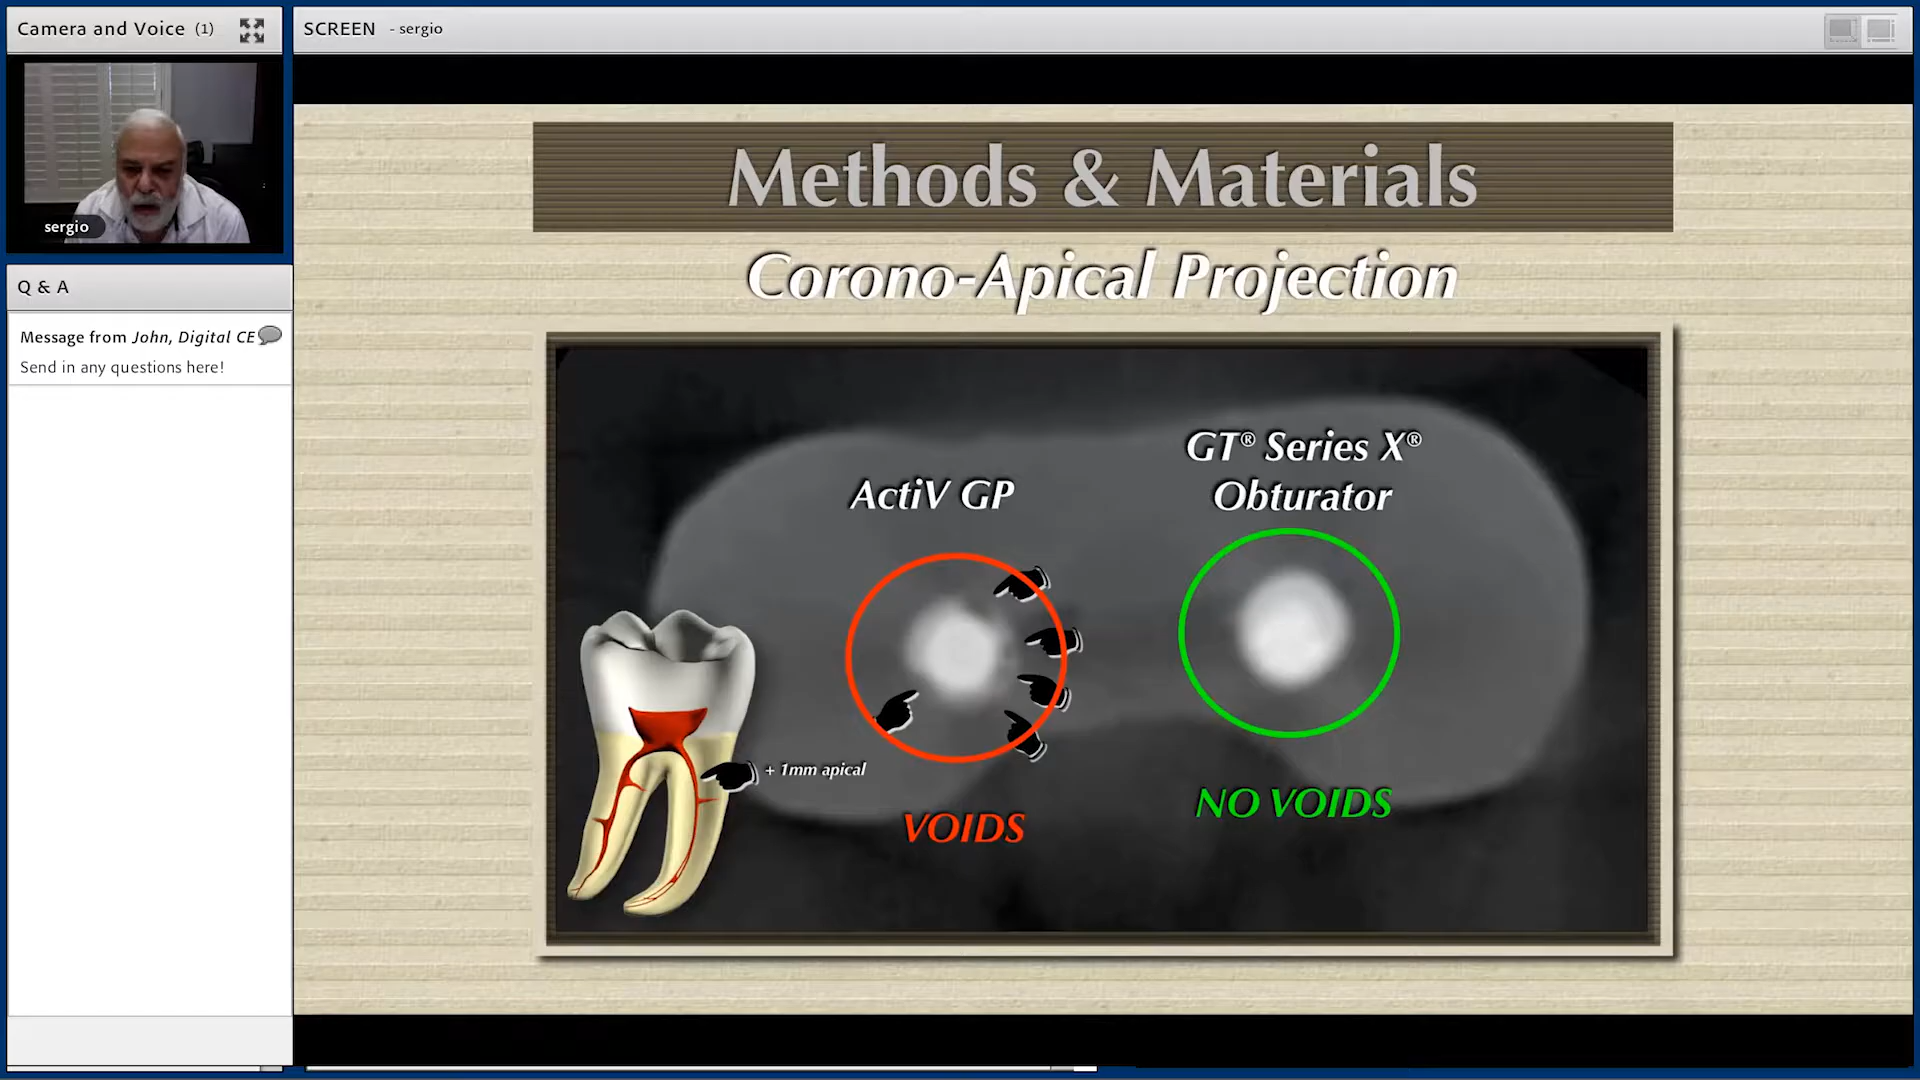 Camera and Voice (1)
SCREEN - sergio
sergio
Q & A
Message from John, Digital CE
Send in any questions here!
Methods & Materials
Corono-Apical Projection
ActiV GP
GT® Series X®
Obturator
+ 1mm apical
VOIDS
NO VOIDS